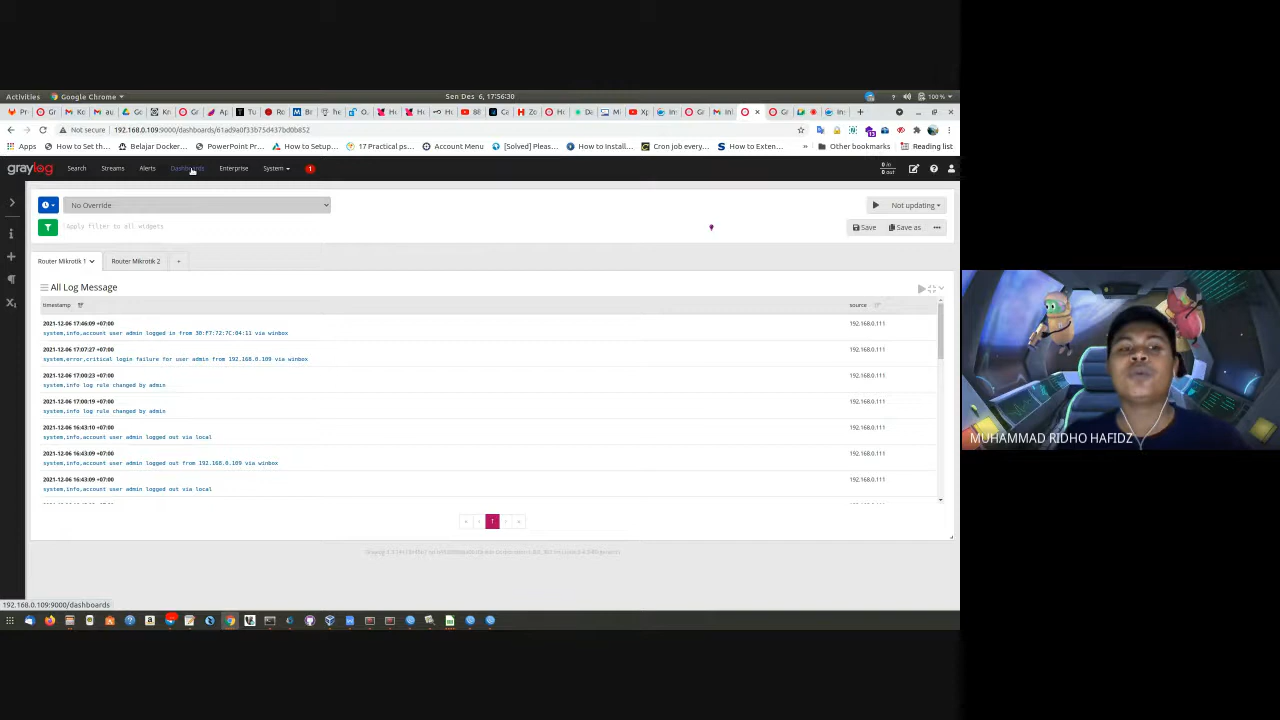 Activities Google Chrome Sen Des 6, 17:56:30 100 %
Not secure 192.168.0.109:9000/dashboards/61ad9a0f33b75d437bd0b852
Apps How to Set th... Belajar Docker... PowerPoint Pr... How to Setup... 17 Practical ps... Account Menu [Solved] Pleas... How to Install... Cron job every... How to Exten... Other bookmarks Reading list
graylog Search Streams Alerts Dashboards Enterprise System 1
No Override Not updating
Apply filter to all widgets Save Save as
Router Mikrotik 1 Router Mikrotik 2 +
All Log Message
timestamp source
2021-12-06 17:46:09 +07:00 192.168.0.111
system,info,account user admin logged in from 30:F7:72:7C:04:11 via winbox
2021-12-06 17:07:27 +07:00 192.168.0.111
system,error,critical login failure for user admin from 192.168.0.109 via winbox
2021-12-06 17:00:23 +07:00 192.168.0.111
system,info log rule changed by admin
2021-12-06 17:00:19 +07:00 192.168.0.111
system,info log rule changed by admin
2021-12-06 16:43:10 +07:00 192.168.0.111
system,info,account user admin logged out via local
2021-12-06 16:43:09 +07:00 192.168.0.111
system,info,account user admin logged out from 192.168.0.109 via winbox
2021-12-06 16:43:09 +07:00 192.168.0.111
system,info,account user admin logged out via local
MUHAMMAD RIDHO HAFIDZ
« ‹ 1 › »
192.168.0.109:9000/dashboards